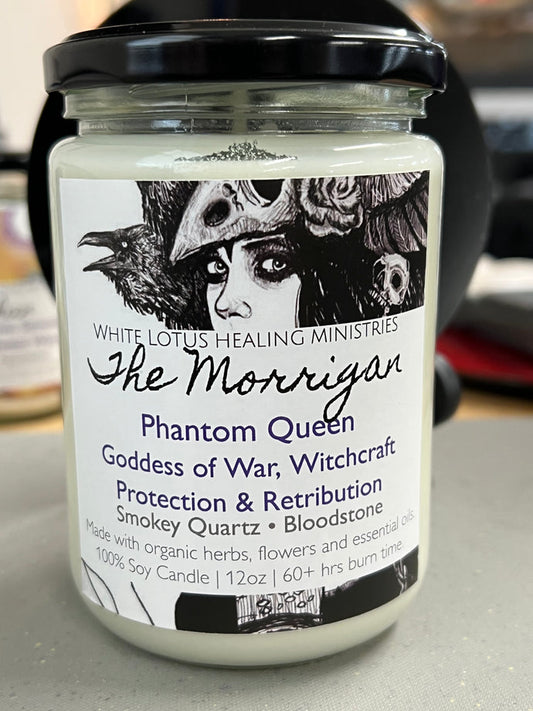 WHITE LOTUS HEALING MINISTRIES
The Morrigan
Phantom Queen
Goddess of War, Witchcraft
Protection & Retribution
Smokey Quartz • Bloodstone
Made with organic herbs, flowers and essential oils.
100% Soy Candle | 12oz | 60+ hrs burn time.